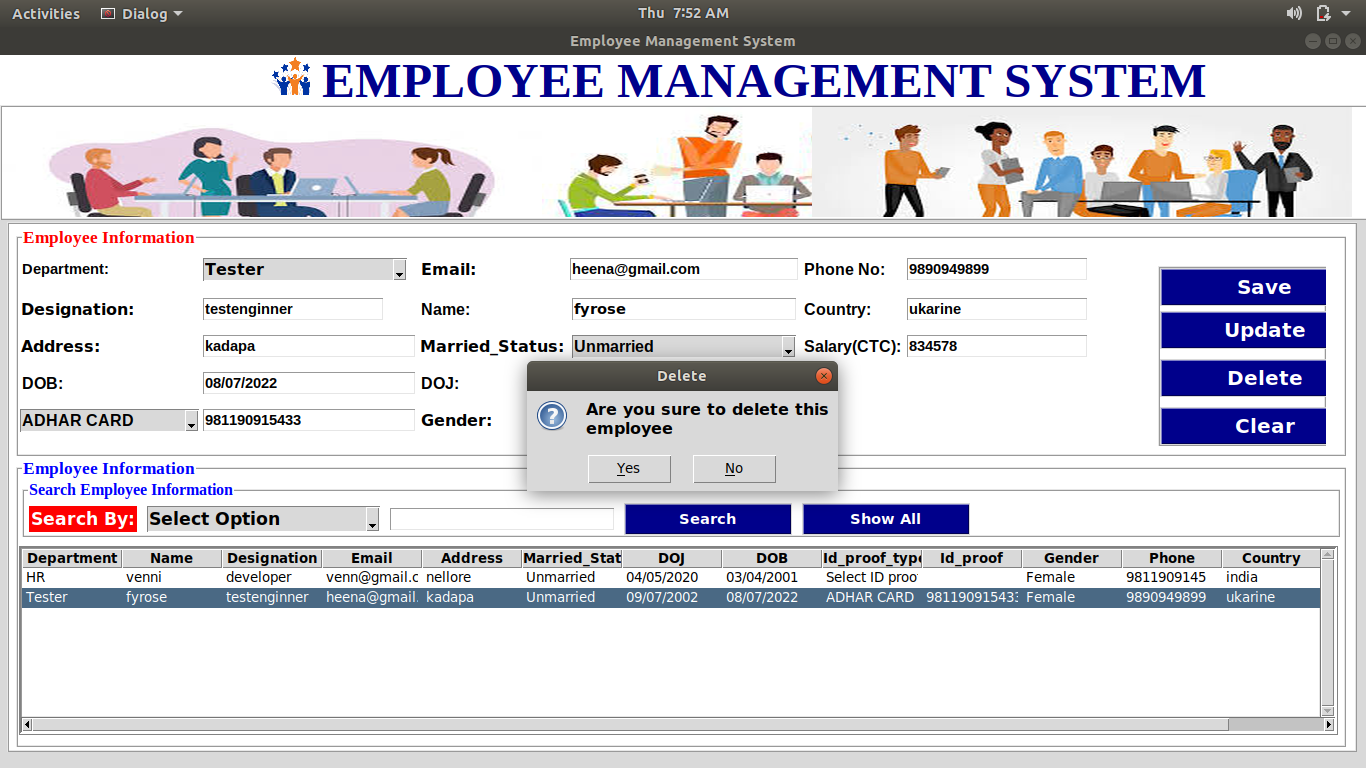 Activities Dialog Thu 7:52 AM
Employee Management System
EMPLOYEE MANAGEMENT SYSTEM
Employee Information
Department: Tester Email: heena@gmail.com Phone No: 9890949899 Save
Designation: testenginner Name: fyrose Country: ukarine
Update
Address: kadapa Married_Status: Unmarried Salary(CTC): 834578
DOB: 08/07/2022 DOJ: Delete
ADHAR CARD 981190915433 Gender: Clear
Delete
Are you sure to delete this
employee
Yes No
Employee Information
Search Employee Information
Search By: Select Option Search Show All
Department Name Designation Email Address Married_Stat DOJ DOB Id_proof_type Id_proof Gender Phone Country
HR venni developer venn@gmail.c nellore Unmarried 04/05/2020 03/04/2001 Select ID proof Female 9811909145 india
Tester fyrose testenginner heena@gmail. kadapa Unmarried 09/07/2002 08/07/2022 ADHAR CARD 981190915433 Female 9890949899 ukarine